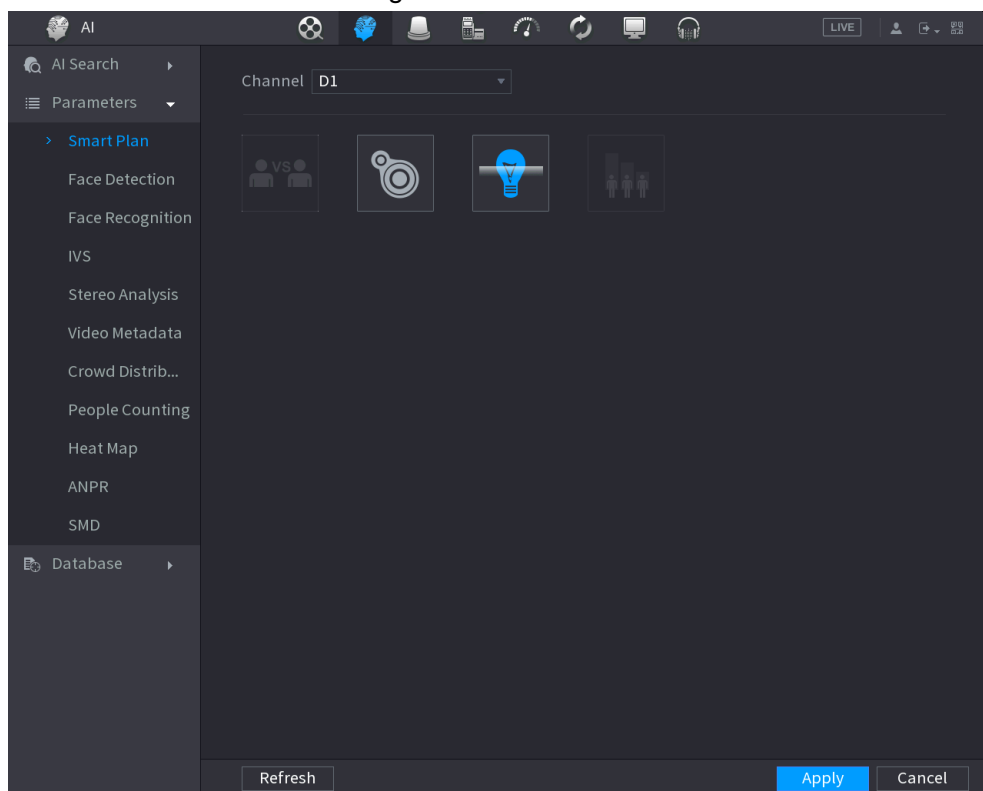 AI
LIVE
AI Search
Parameters
Smart Plan
Face Detection
Face Recognition
IVS
Stereo Analysis
Video Metadata
Crowd Distrib...
People Counting
Heat Map
ANPR
SMD
Database
Channel D1
VS
Refresh
Apply
Cancel